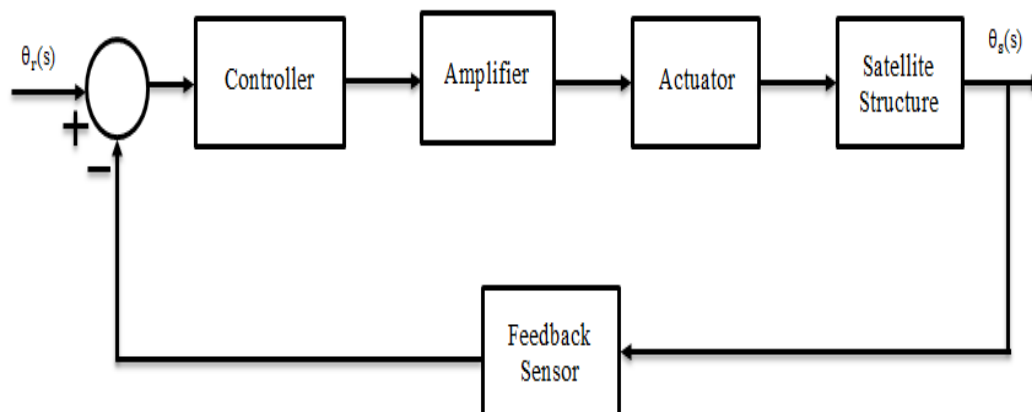 θr(s)
+
−
Controller
Amplifier
Actuator
Satellite
Structure
θs(s)
Feedback
Sensor